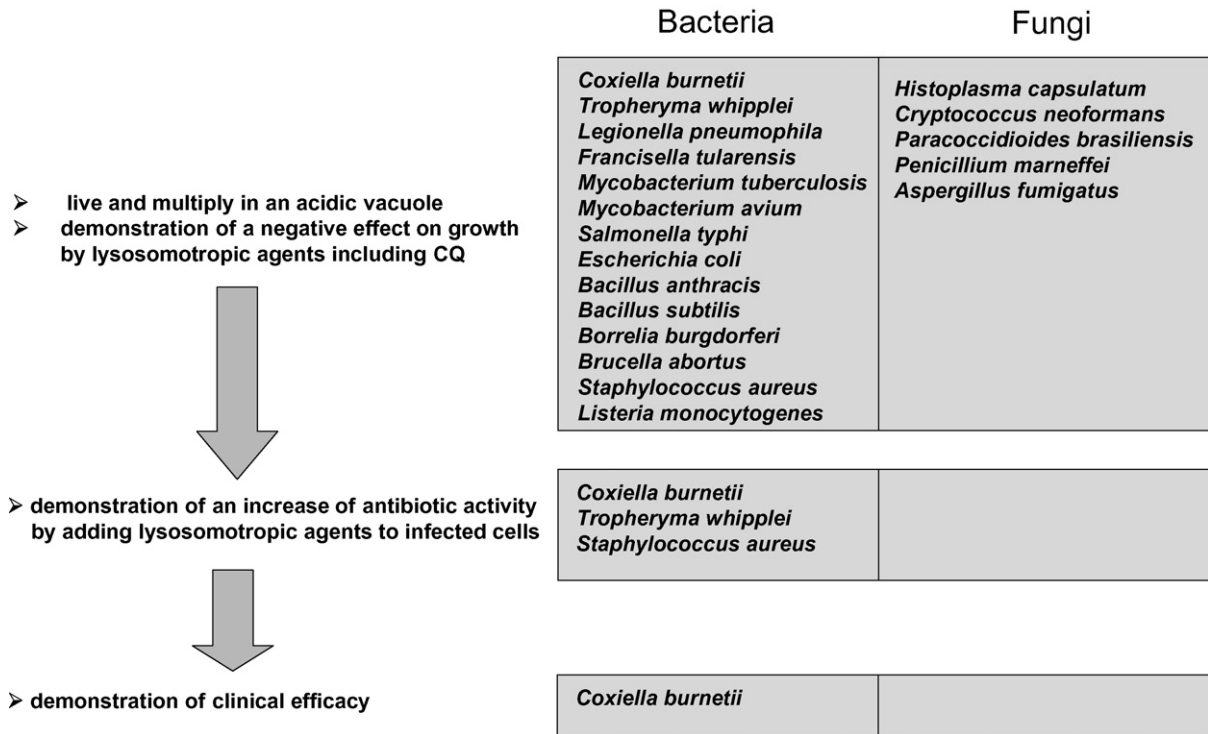 Bacteria
Fungi
Coxiella burnetii
Tropheryma whipplei
Legionella pneumophila
Francisella tularensis
Mycobacterium tuberculosis
Mycobacterium avium
Salmonella typhi
Escherichia coli
Bacillus anthracis
Bacillus subtilis
Borrelia burgdorferi
Brucella abortus
Staphylococcus aureus
Listeria monocytogenes
Histoplasma capsulatum
Cryptococcus neoformans
Paracoccidioides brasiliensis
Penicillium marneffei
Aspergillus fumigatus
➢ live and multiply in an acidic vacuole
➢ demonstration of a negative effect on growth
by lysosomotropic agents including CQ
➢ demonstration of an increase of antibiotic activity
by adding lysosomotropic agents to infected cells
Coxiella burnetii
Tropheryma whipplei
Staphylococcus aureus
➢ demonstration of clinical efficacy
Coxiella burnetii